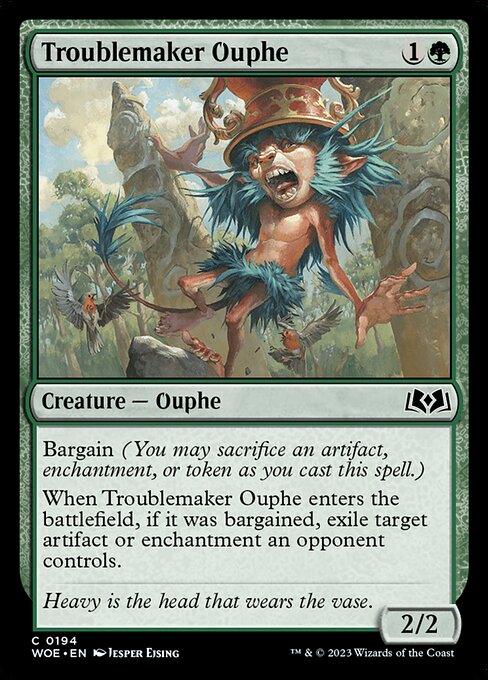 Troublemaker Ouphe 1
Creature — Ouphe
Bargain (You may sacrifice an artifact,
enchantment, or token as you cast this spell.)
When Troublemaker Ouphe enters the
battlefield, if it was bargained, exile target
artifact or enchantment an opponent
controls.
Heavy is the head that wears the vase.
2/2
C 0194
WOE • EN Jesper Eising
™ & © 2023 Wizards of the Coast